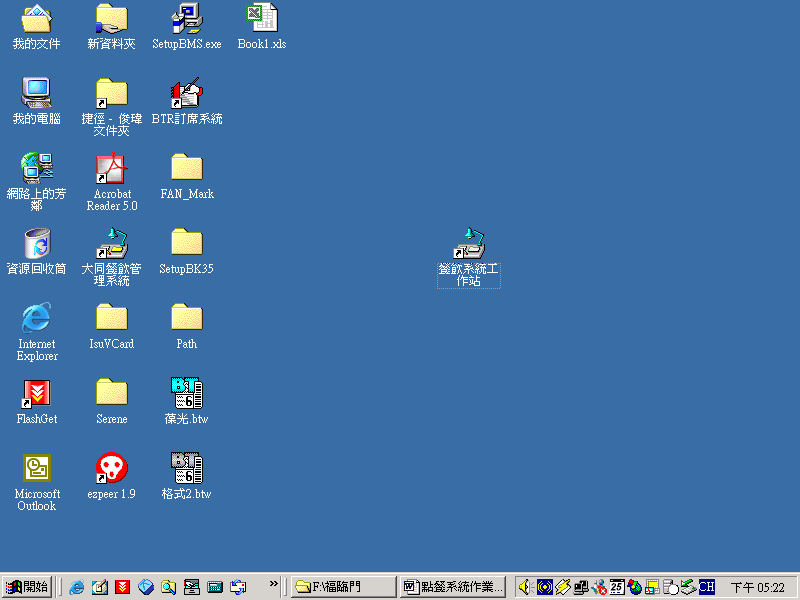 我的文件
新資料夾
SetupBMS.exe
Book1.xls
我的電腦
捷徑 - 俊瑋
文件夾
BTR訂席系統
網路上的芳
鄰
Acrobat
Reader 5.0
FAN_Mark
資源回收筒
大同餐飲管
理系統
SetupBK35
餐飲系統工
作站
Internet
Explorer
IsuVCard
Path
FlashGet
Serene
葆光.btw
Microsoft
Outlook
ezpeer 1.9
格式2.btw
開始
F:\福臨門
點餐系統作業...
25
CH
下午 05:22